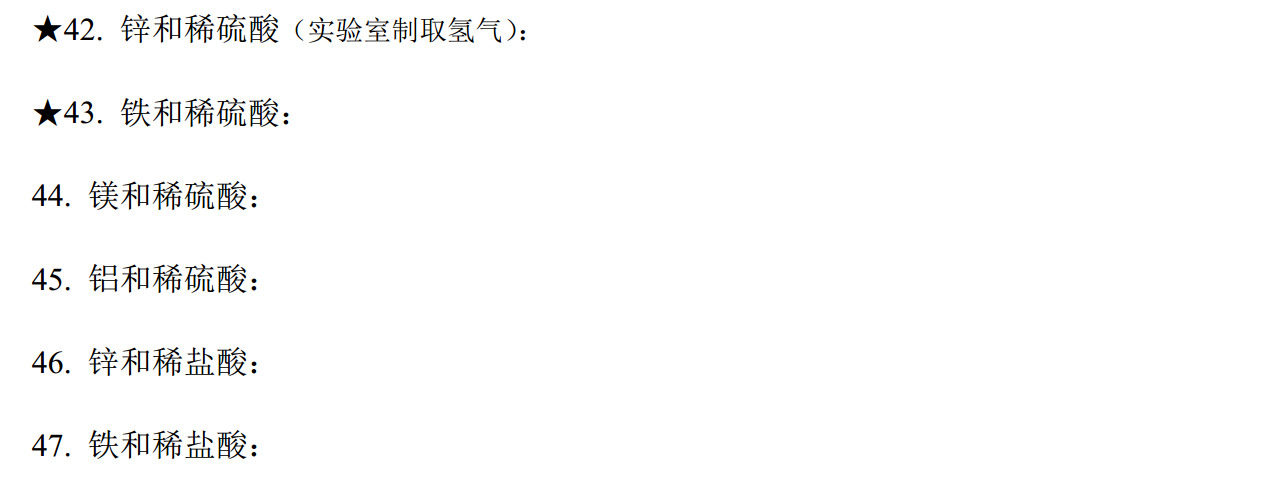 ★42. 锌和稀硫酸（实验室制取氢气）：
★43. 铁和稀硫酸：
44. 镁和稀硫酸：
45. 铝和稀硫酸：
46. 锌和稀盐酸：
47. 铁和稀盐酸：